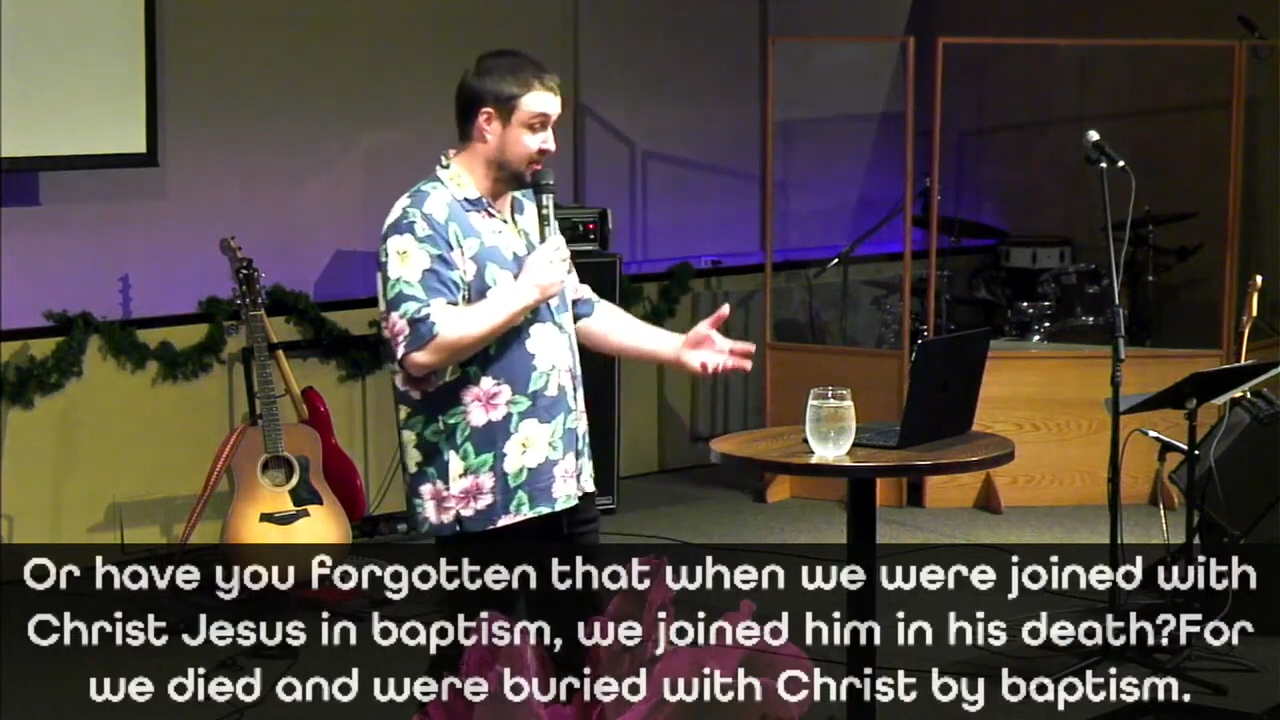 Or have you forgotten that when we were joined with
Christ Jesus in baptism, we joined him in his death?For
we died and were buried with Christ by baptism.